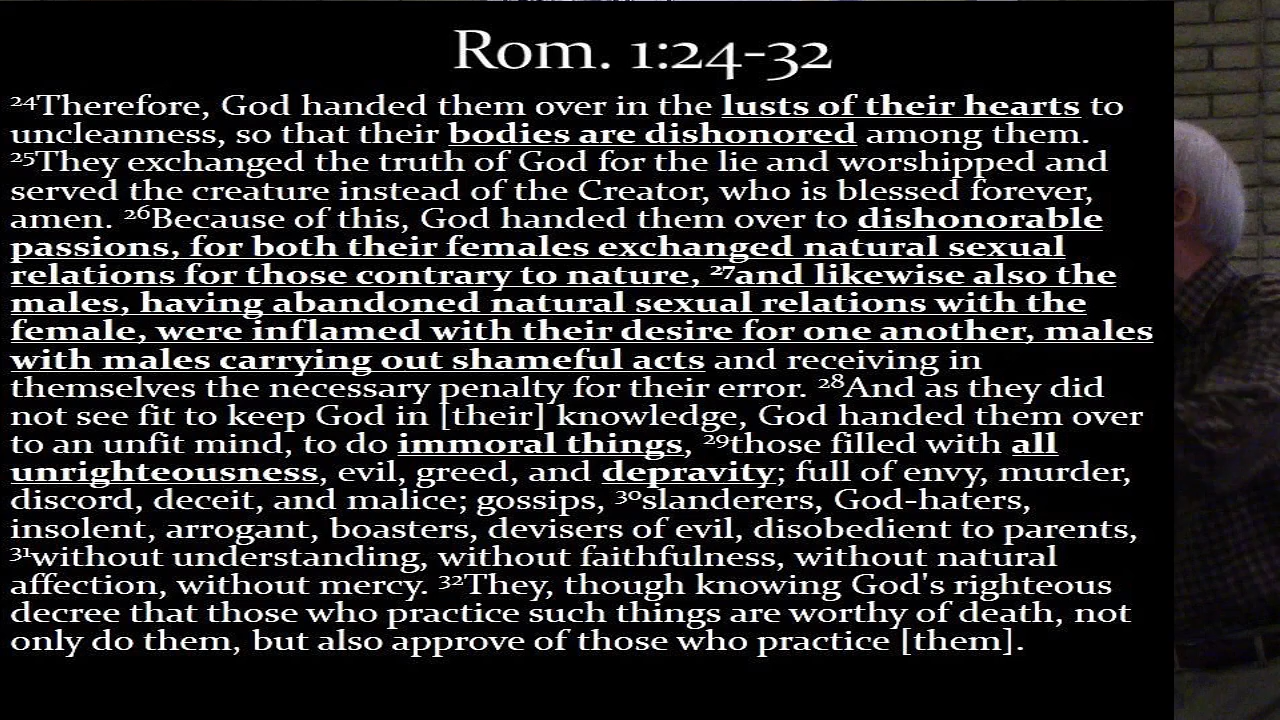 Rom. 1:24-32
²⁴Therefore, God handed them over in the lusts of their hearts to
uncleanness, so that their bodies are dishonored among them.
²⁵They exchanged the truth of God for the lie and worshipped and
served the creature instead of the Creator, who is blessed forever,
amen. ²⁶Because of this, God handed them over to dishonorable
passions, for both their females exchanged natural sexual
relations for those contrary to nature, ²⁷and likewise also the
males, having abandoned natural sexual relations with the
female, were inflamed with their desire for one another, males
with males carrying out shameful acts and receiving in
themselves the necessary penalty for their error. ²⁸And as they did
not see fit to keep God in [their] knowledge, God handed them over
to an unfit mind, to do immoral things, ²⁹those filled with all
unrighteousness, evil, greed, and depravity; full of envy, murder,
discord, deceit, and malice; gossips, ³⁰slanderers, God-haters,
insolent, arrogant, boasters, devisers of evil, disobedient to parents,
³¹without understanding, without faithfulness, without natural
affection, without mercy. ³²They, though knowing God's righteous
decree that those who practice such things are worthy of death, not
only do them, but also approve of those who practice [them].